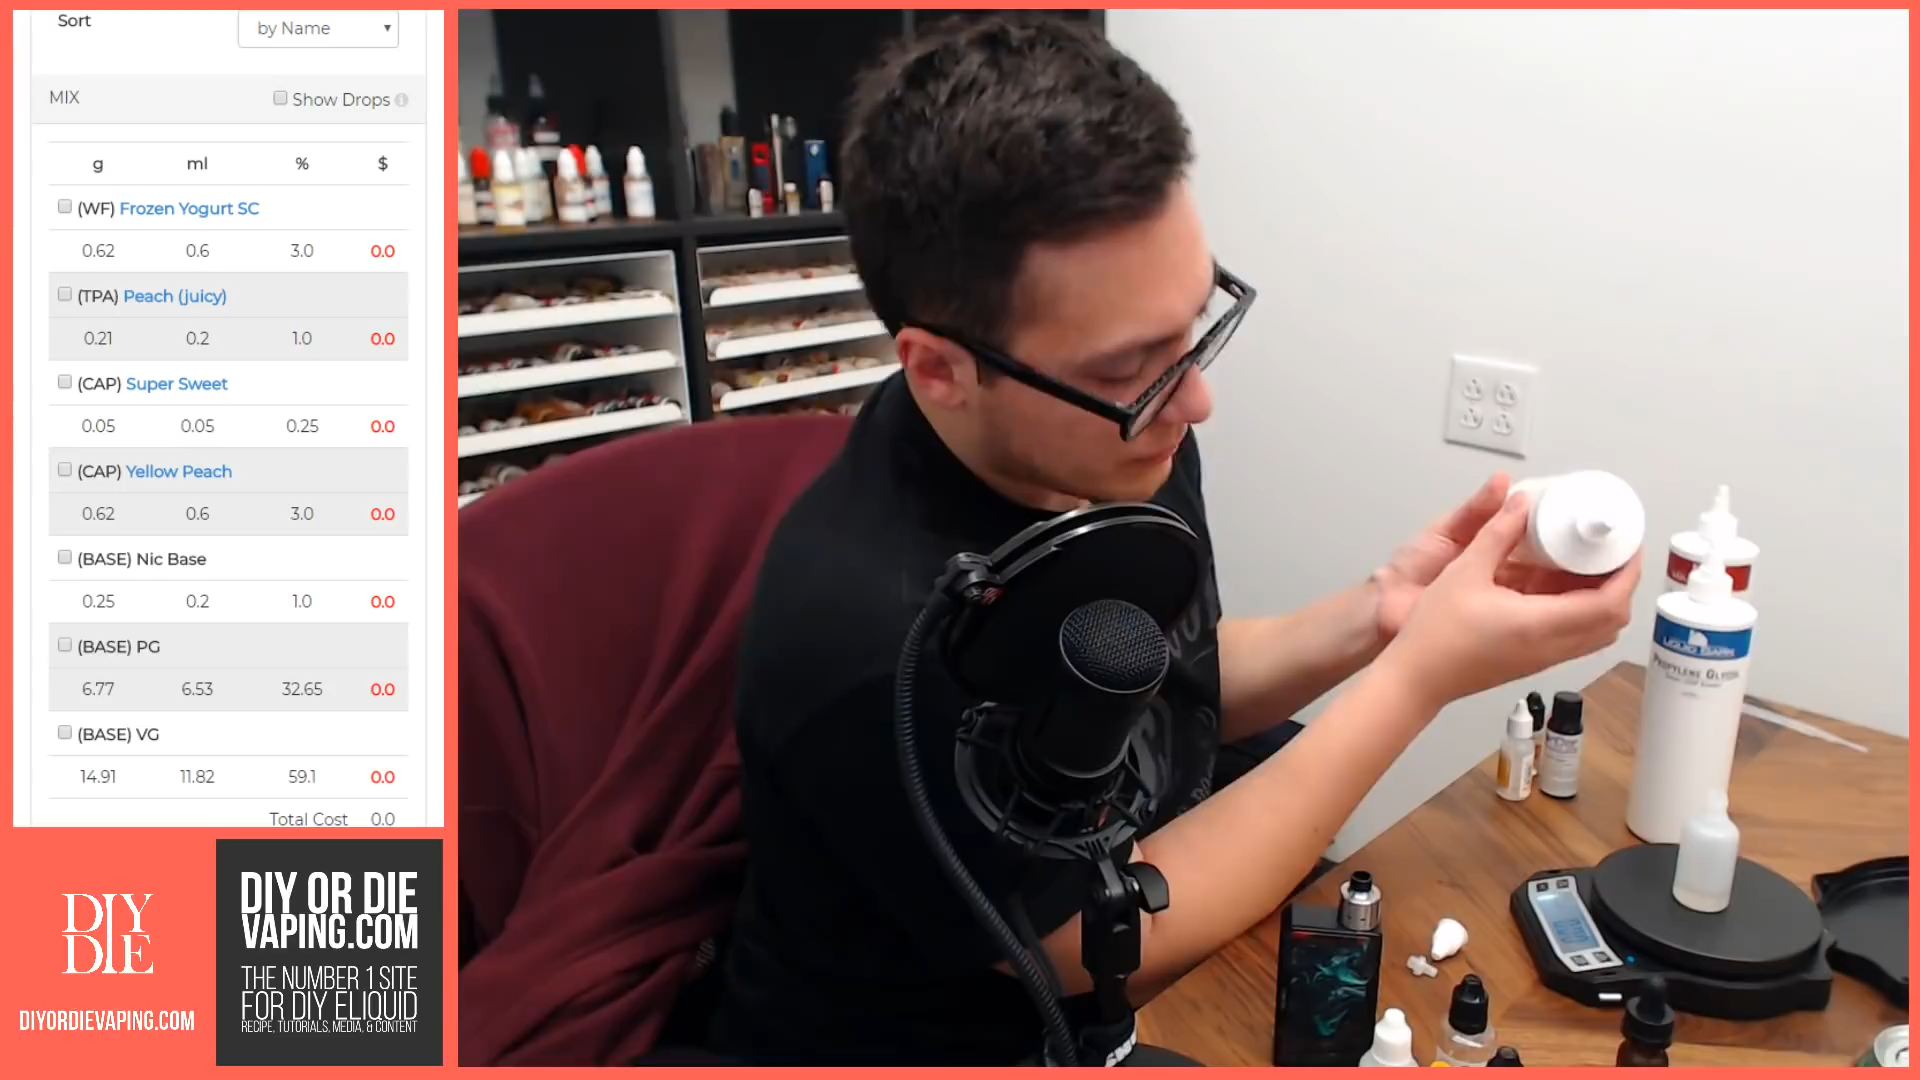 Sort
by Name
MIX
Show Drops
g ml % $
(WF) Frozen Yogurt SC
0.62 0.6 3.0 0.0
(TPA) Peach (juicy)
0.21 0.2 1.0 0.0
(CAP) Super Sweet
0.05 0.05 0.25 0.0
(CAP) Yellow Peach
0.62 0.6 3.0 0.0
(BASE) Nic Base
0.25 0.2 1.0 0.0
(BASE) PG
6.77 6.53 32.65 0.0
(BASE) VG
14.91 11.82 59.1 0.0
Total Cost 0.0
DIY
DIE
DIYORDIEVAPING.COM
DIY OR DIE
VAPING.COM
THE NUMBER 1 SITE
FOR DIY ELIQUID
RECIPE, TUTORIALS, MEDIA, & CONTENT
LIQUID BARN
PROPYLENE GLYCOL